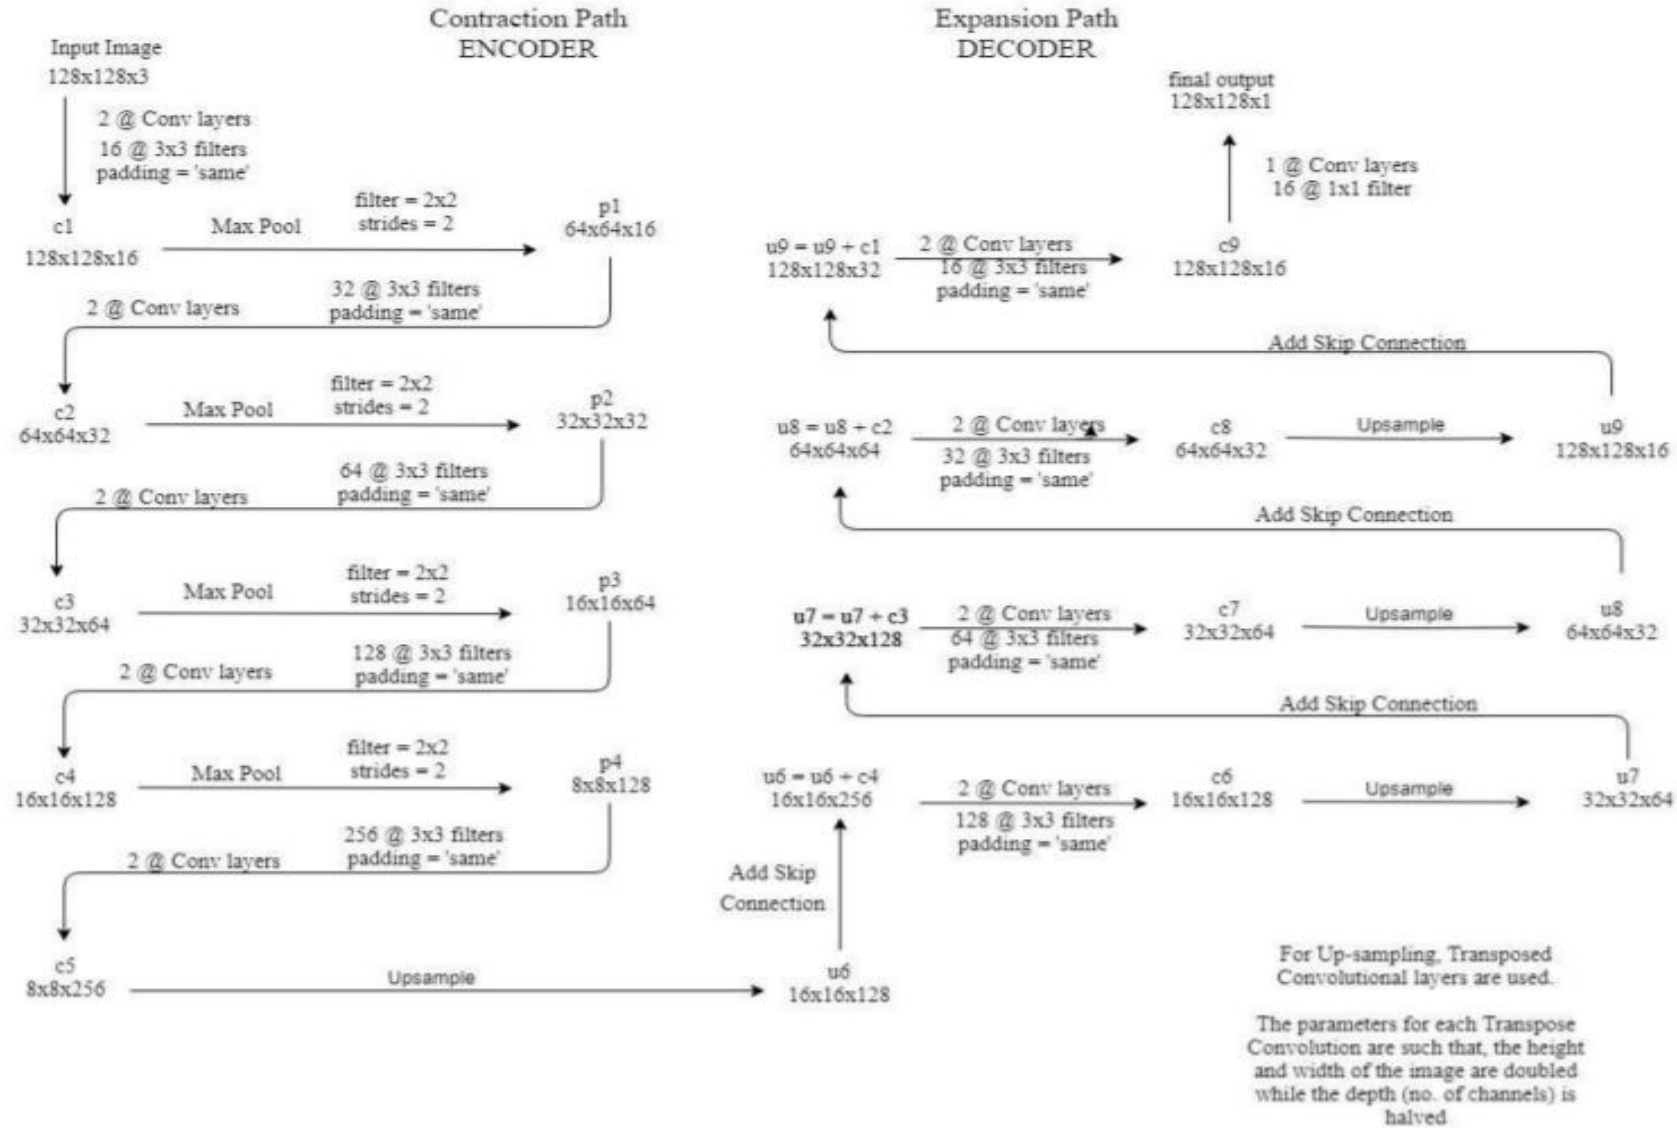 Contraction Path
ENCODER
Input Image
128x128x3
2 @ Conv layers
16 @ 3x3 filters
padding = 'same'
c1
128x128x16
Max Pool
filter = 2x2
strides = 2
p1
64x64x16
2 @ Conv layers
32 @ 3x3 filters
padding = 'same'
c2
64x64x32
Max Pool
filter = 2x2
strides = 2
p2
32x32x32
2 @ Conv layers
64 @ 3x3 filters
padding = 'same'
c3
32x32x64
Max Pool
filter = 2x2
strides = 2
p3
16x16x64
2 @ Conv layers
128 @ 3x3 filters
padding = 'same'
c4
16x16x128
Max Pool
filter = 2x2
strides = 2
p4
8x8x128
2 @ Conv layers
256 @ 3x3 filters
padding = 'same'
c5
8x8x256
Upsample
u6
16x16x128
Add Skip
Connection
Expansion Path
DECODER
final output
128x128x1
1 @ Conv layers
16 @ 1x1 filter
u9 = u9 + c1
128x128x32
2 @ Conv layers
16 @ 3x3 filters
padding = 'same'
c9
128x128x16
Add Skip Connection
u8 = u8 + c2
64x64x64
2 @ Conv layers
32 @ 3x3 filters
padding = 'same'
c8
64x64x32
Upsample
u9
128x128x16
Add Skip Connection
u7 = u7 + c3
32x32x128
2 @ Conv layers
64 @ 3x3 filters
padding = 'same'
c7
32x32x64
Upsample
u8
64x64x32
Add Skip Connection
u6 = u6 + c4
16x16x256
2 @ Conv layers
128 @ 3x3 filters
padding = 'same'
c6
16x16x128
Upsample
u7
32x32x64
For Up-sampling, Transposed
Convolutional layers are used.
The parameters for each Transpose
Convolution are such that, the height
and width of the image are doubled
while the depth (no. of channels) is
halved